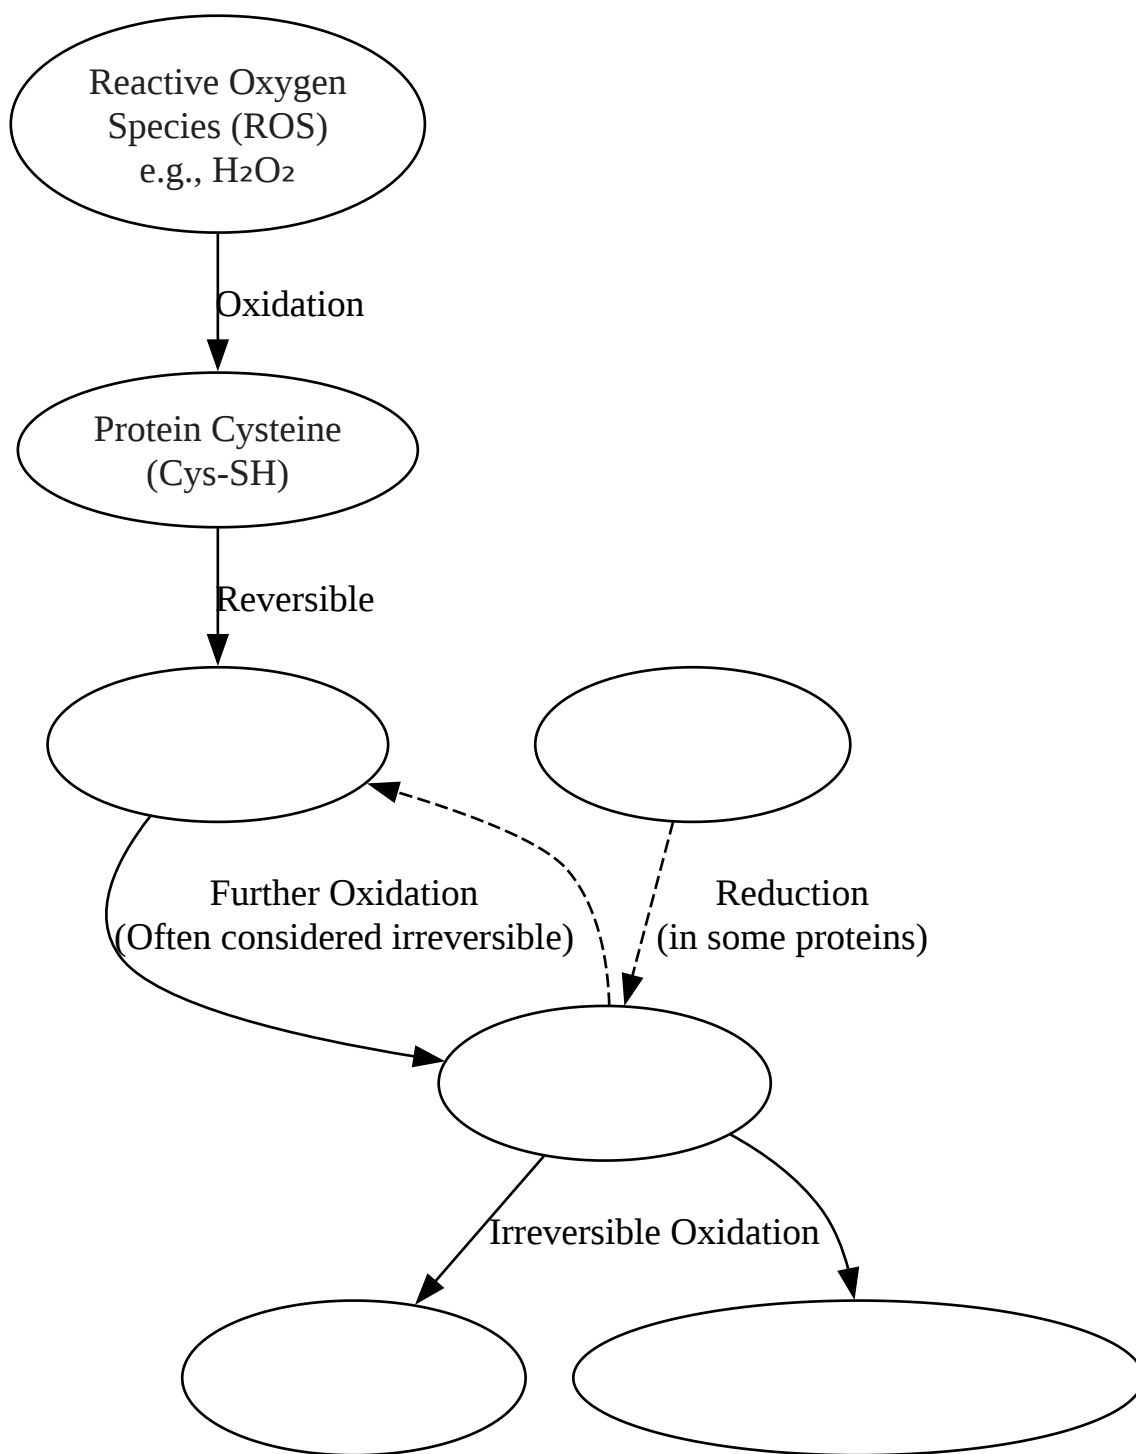 Reactive Oxygen
Species (ROS)
e.g., H₂O₂
Oxidation
Protein Cysteine
(Cys-SH)
Reversible
Further Oxidation
(Often considered irreversible)
Reduction
(in some proteins)
Irreversible Oxidation